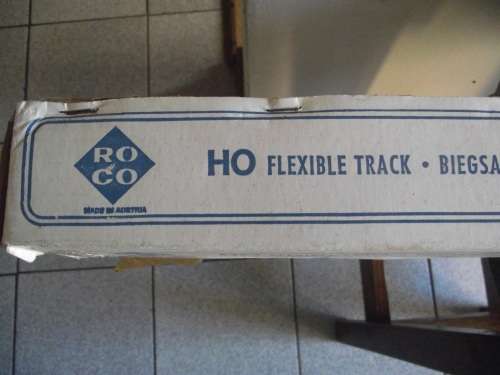 RO
CO
MADE IN AUSTRIA
HO FLEXIBLE TRACK • BIEGSA